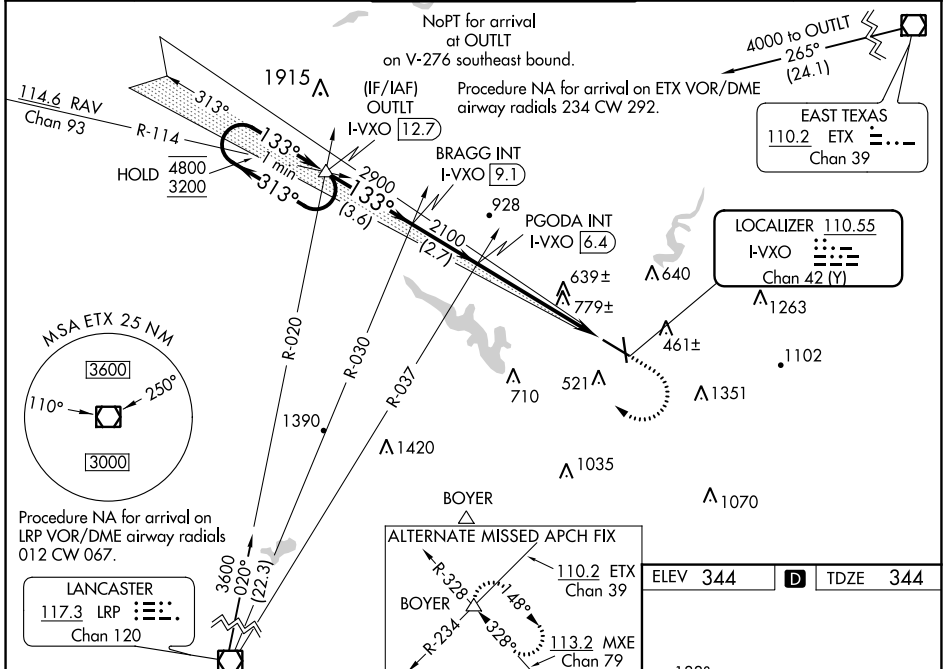 NoPT for arrival
at OUTLT
on V-276 southeast bound.
4000 to OUTLT
265°
(24.1)
1915
313°
(IF/IAF)
OUTLT
I-VXO 12.7
Procedure NA for arrival on ETX VOR/DME
airway radials 234 CW 292.
114.6 RAV
Chan 93
R-114
133°
1 min
HOLD
4800
3200
313°
2900
133°
(3.6)
BRAGG INT
I-VXO 9.1
EAST TEXAS
110.2 ETX
Chan 39
2100
(2.7)
928
PGODA INT
I-VXO 6.4
LOCALIZER 110.55
I-VXO
Chan 42 (Y)
639±
779±
640
1263
461±
1102
521
710
1351
MSA ETX 25 NM
3600
110°
250°
3000
R-020
R-030
R-037
1390
1420
1035
1070
Procedure NA for arrival on
LRP VOR/DME airway radials
012 CW 067.
3600
020°
(22.3)
LANCASTER
117.3 LRP
Chan 120
BOYER
ALTERNATE MISSED APCH FIX
110.2 ETX
Chan 39
R-328
148°
BOYER
328°
R-234
113.2 MXE
Chan 79
ELEV 344
D
TDZE 344